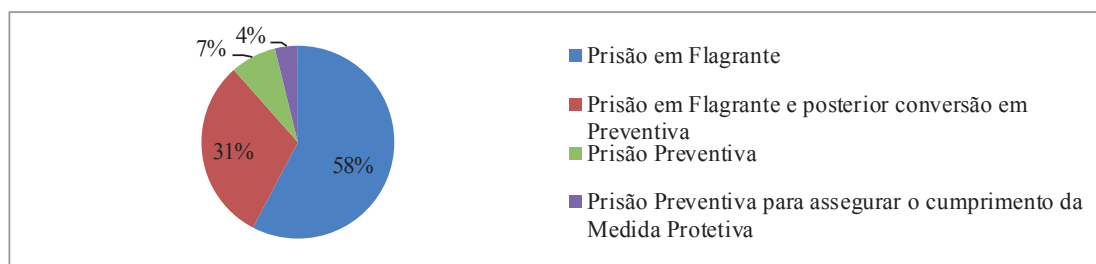 4%
7%
31%
58%
Prisão em Flagrante
Prisão em Flagrante e posterior conversão em
Preventiva
Prisão Preventiva
Prisão Preventiva para assegurar o cumprimento da
Medida Protetiva